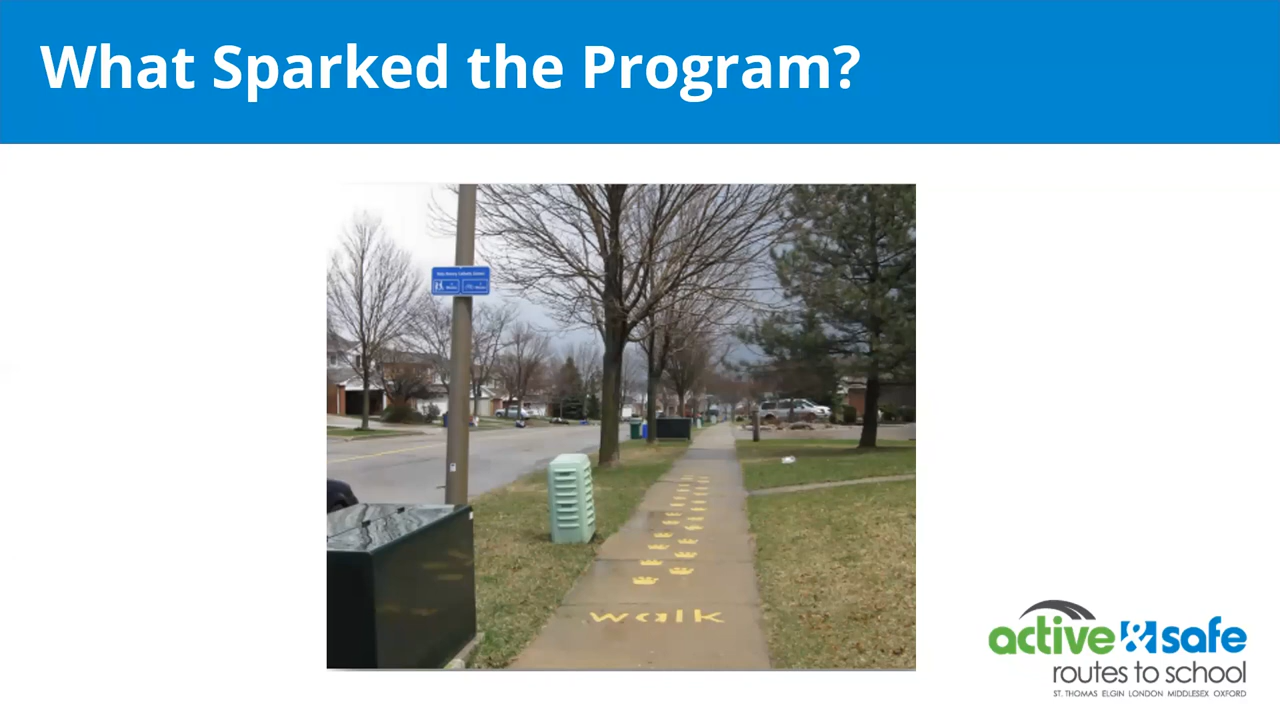 What Sparked the Program?
walk
active & safe
routes to school
ST. THOMAS ELGIN LONDON MIDDLESEX OXFORD